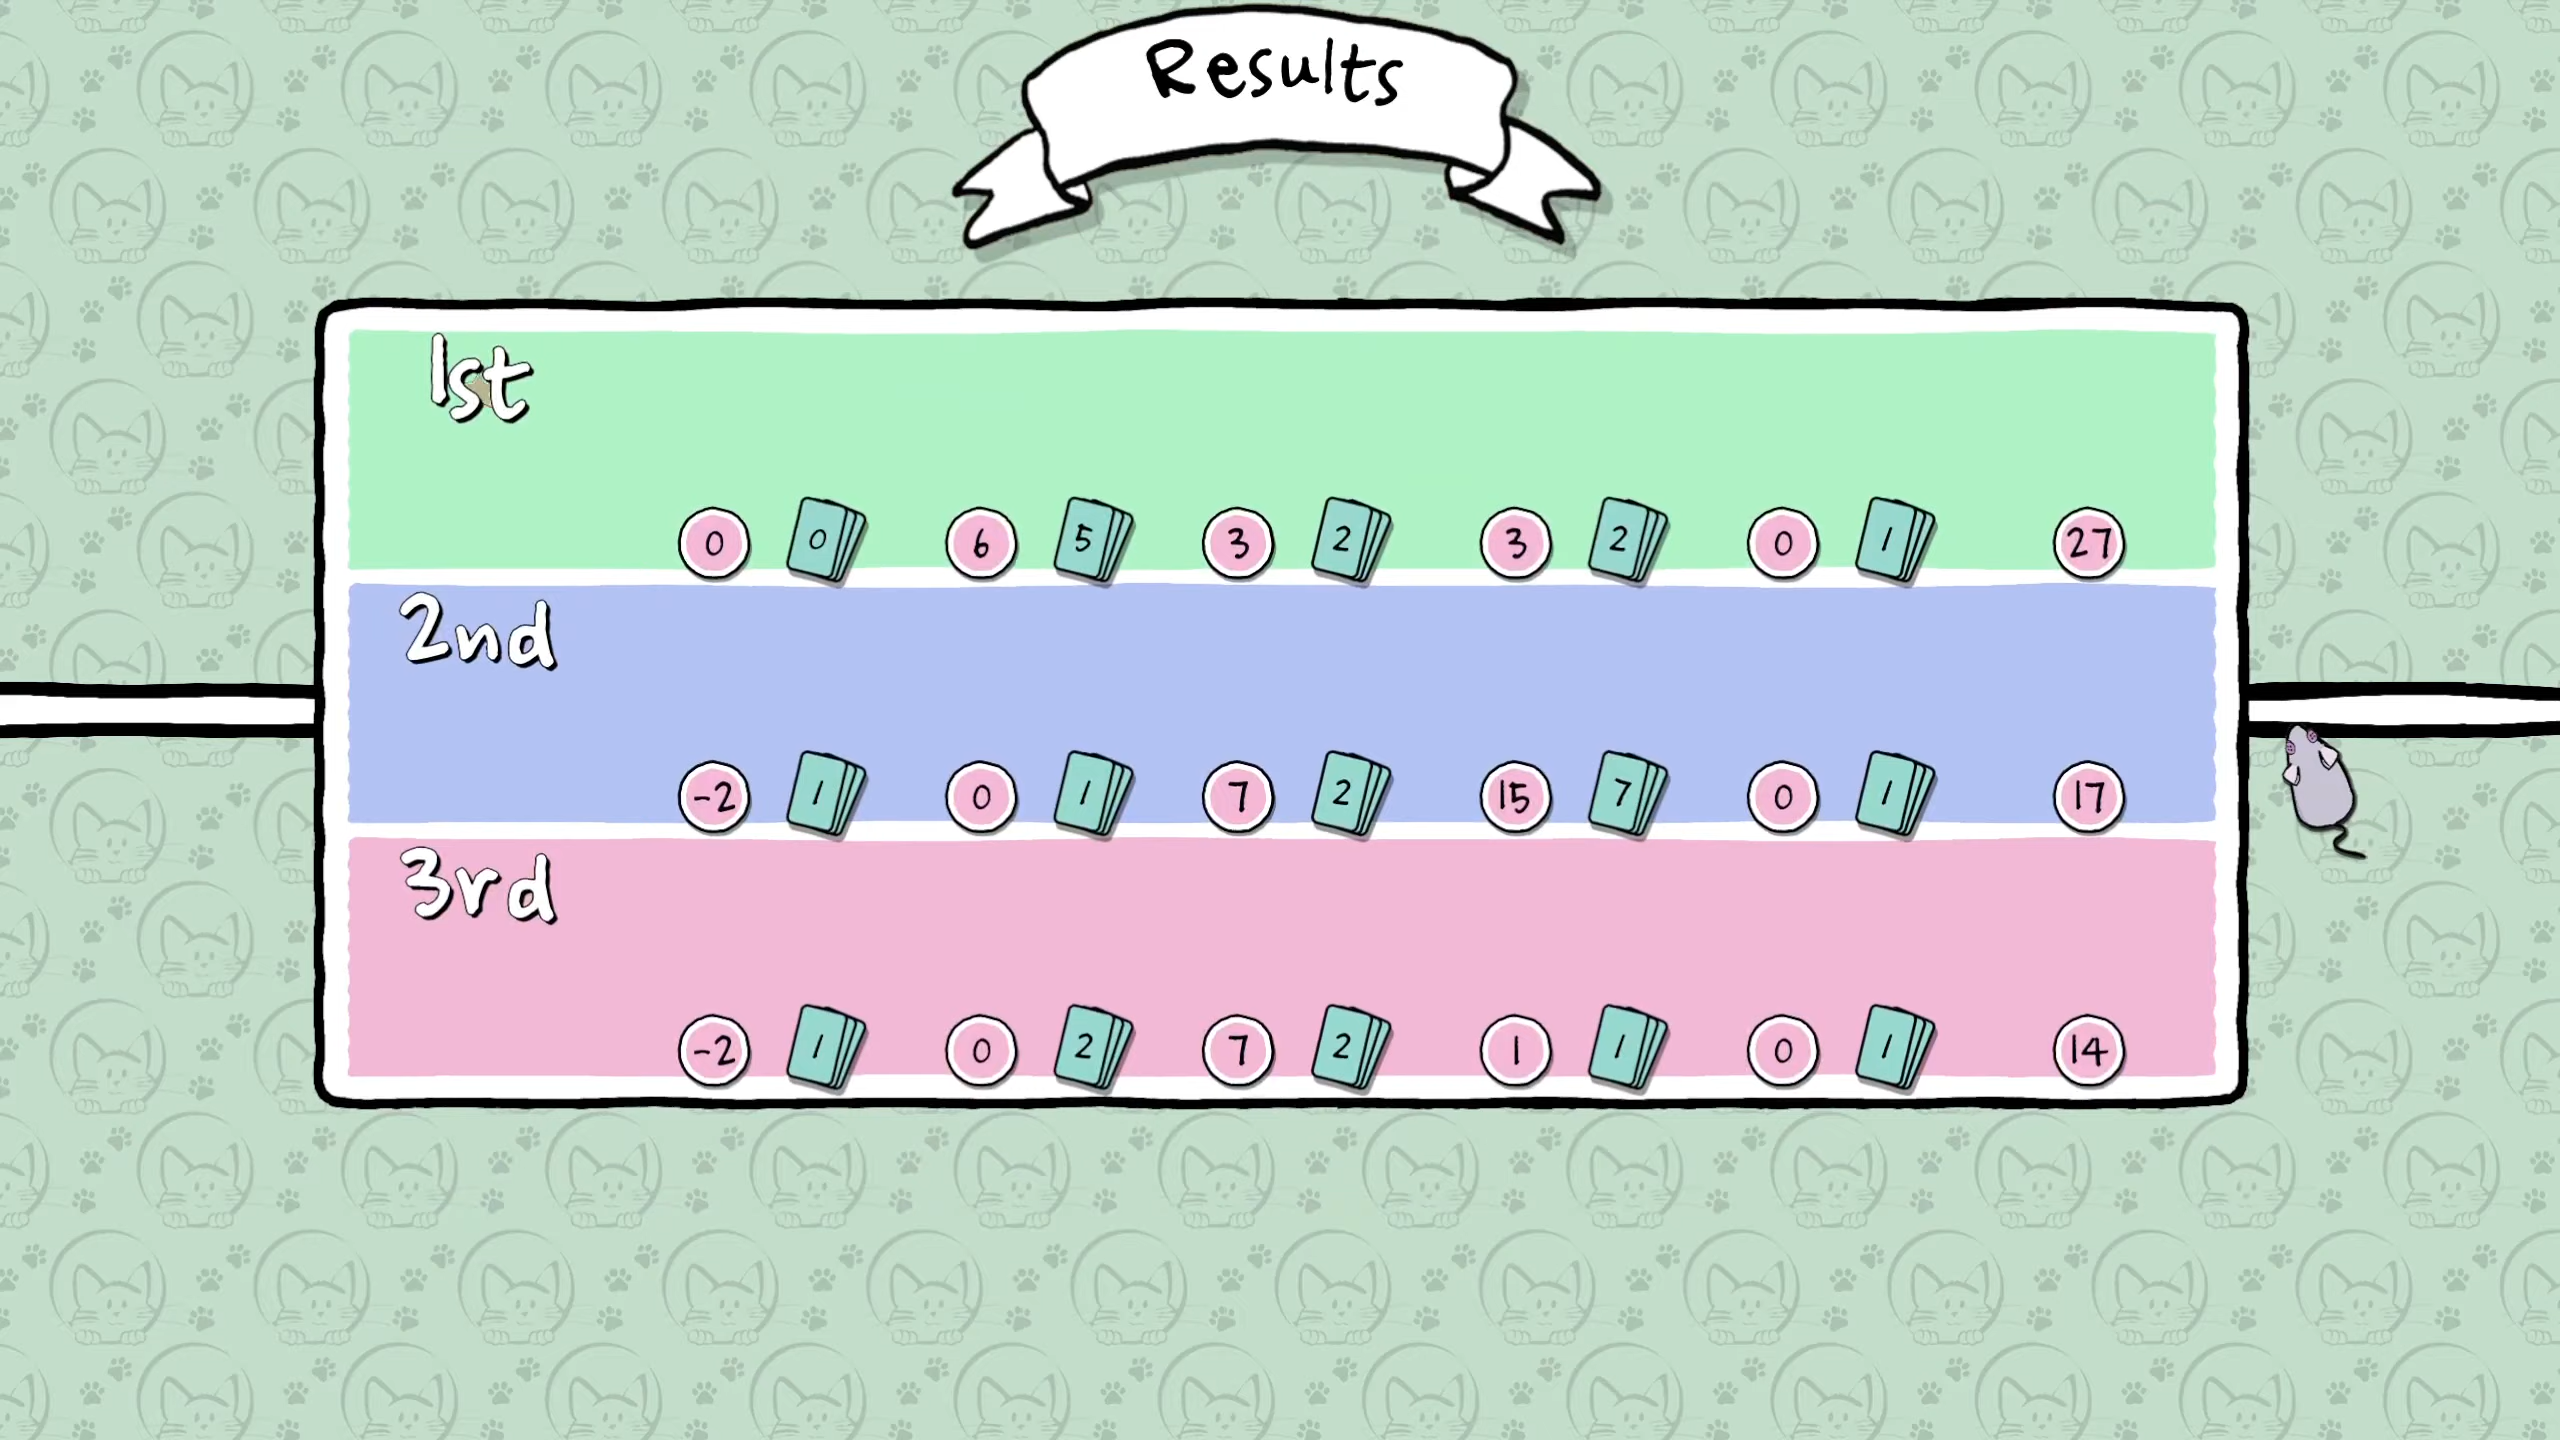 Results
1st
0 0 6 5 3 2 3 2 0 1 27
2nd
-2 1 0 1 7 2 15 7 0 1 17
3rd
-2 1 0 2 7 2 1 1 0 1 14